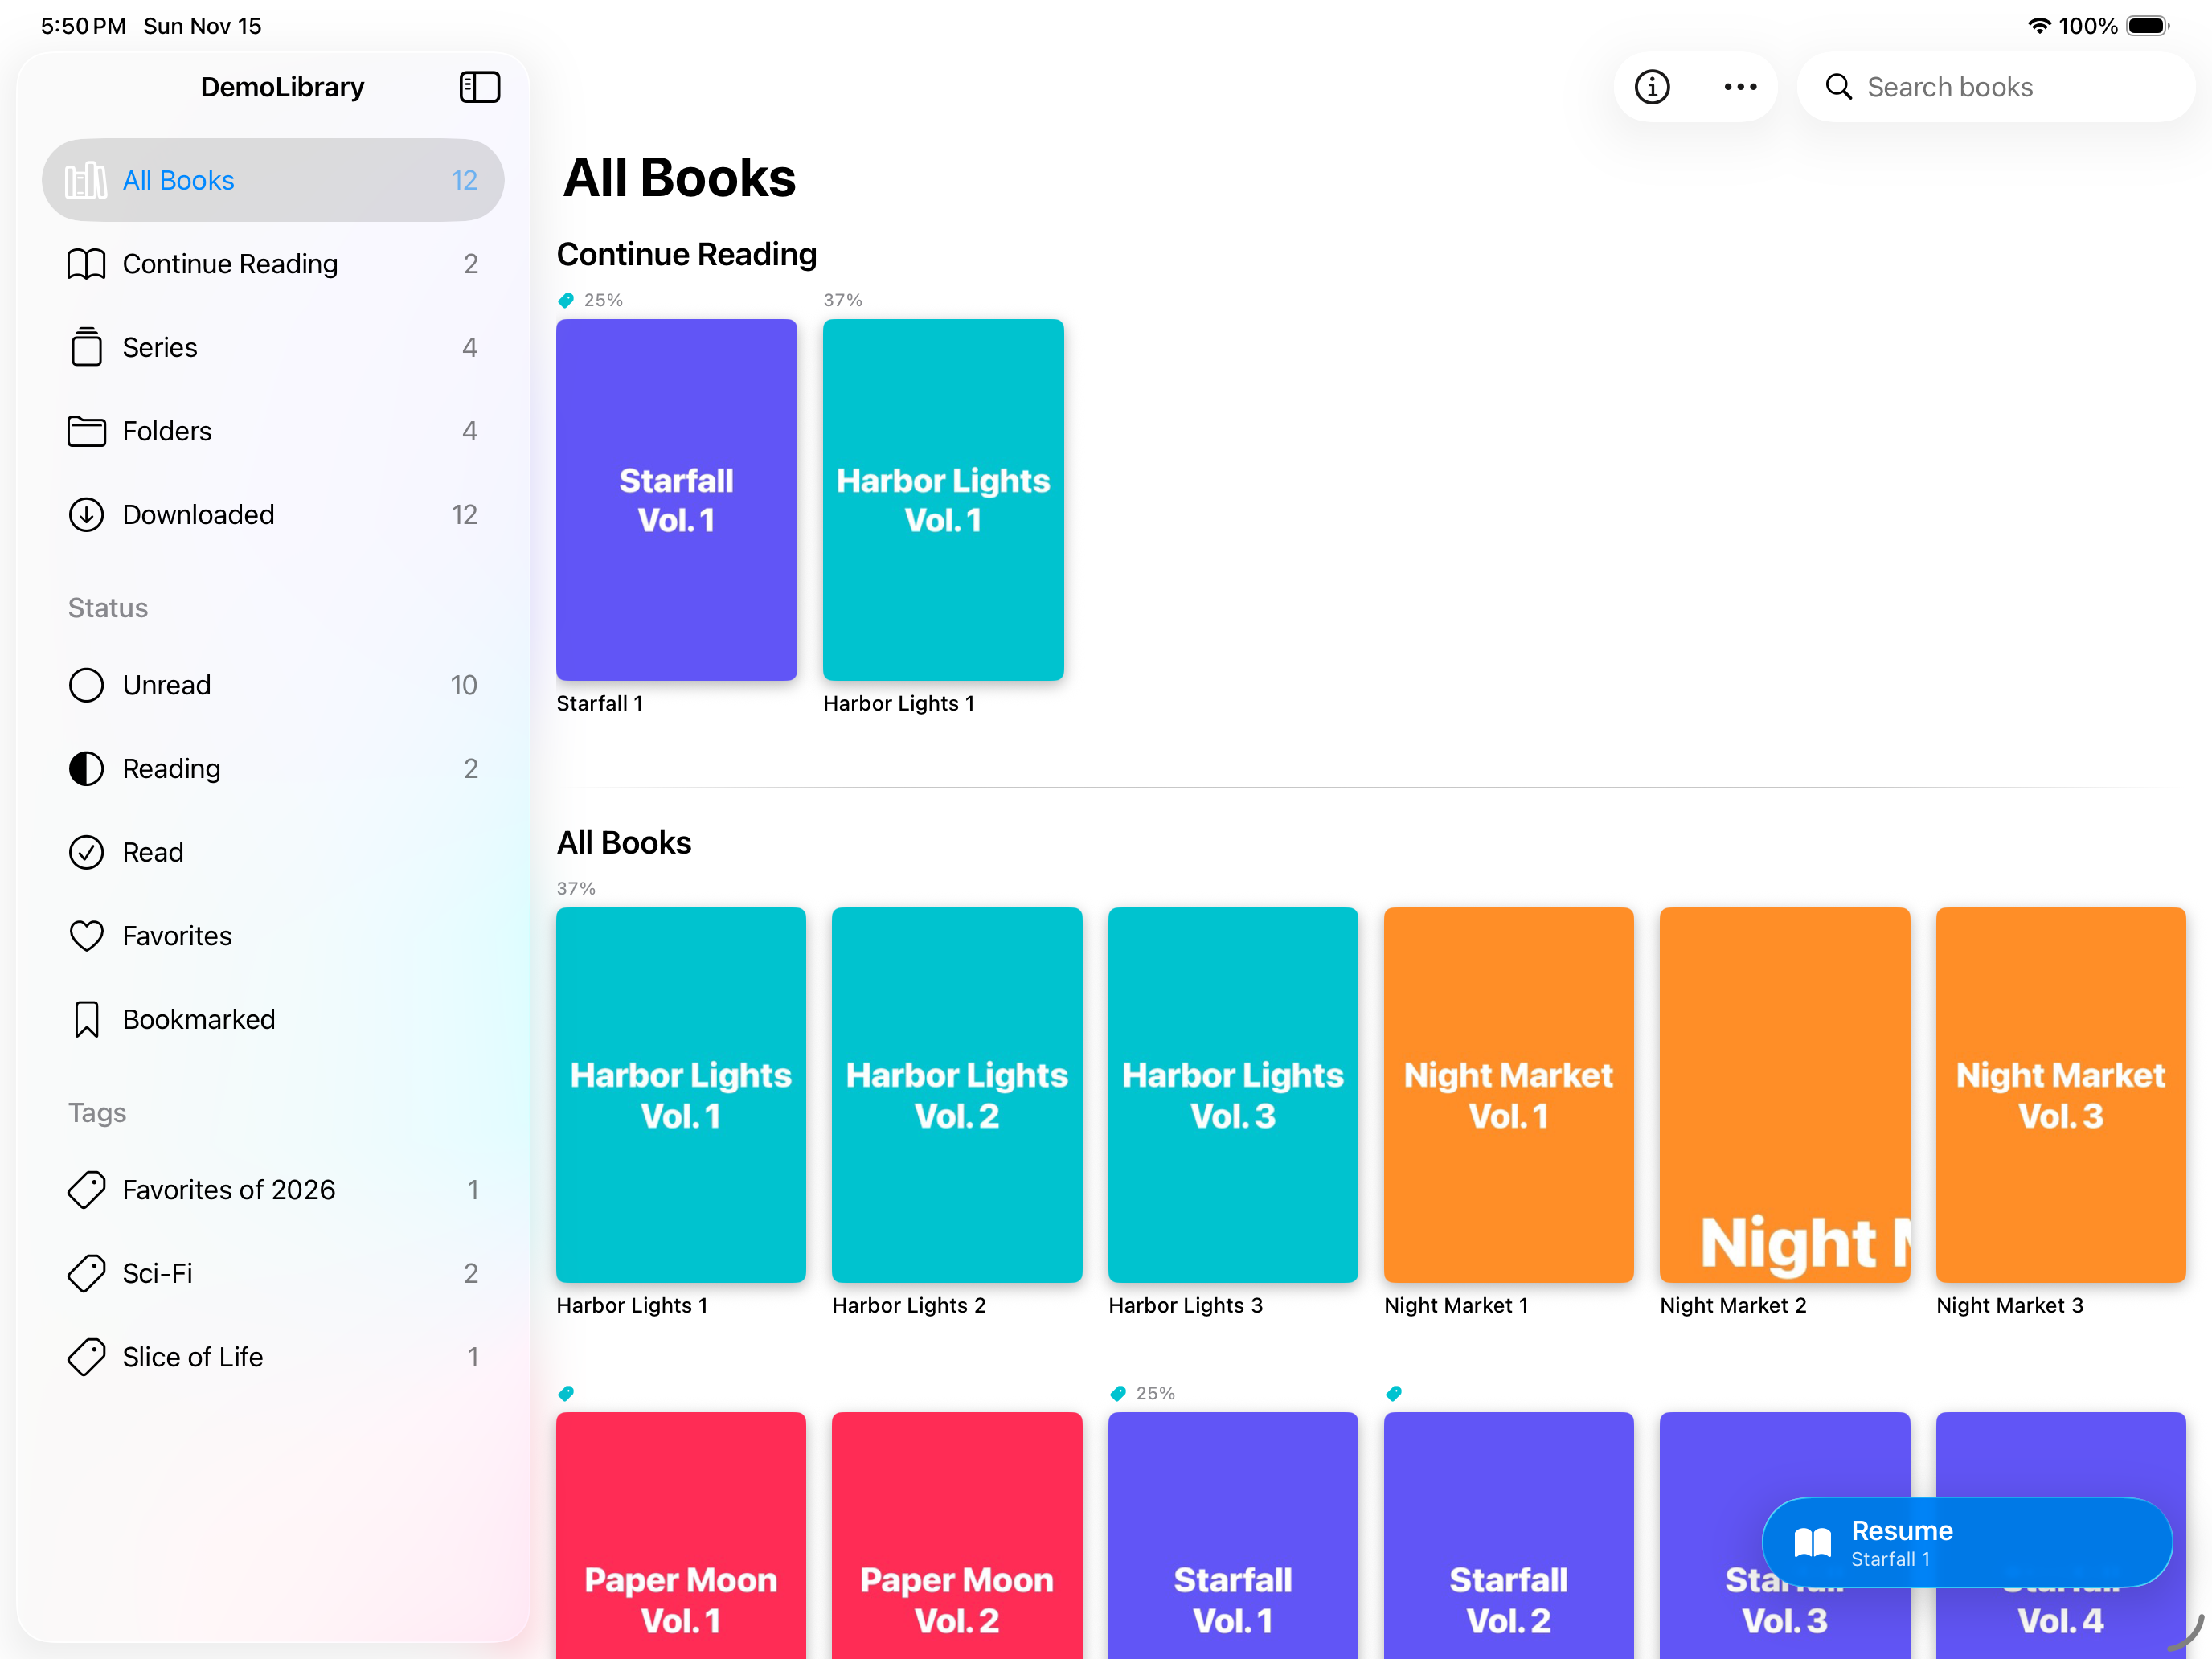 5:50 PM Sun Nov 15
100%
DemoLibrary
Search books
All Books 12
Continue Reading 2
Series 4
Folders 4
Downloaded 12
Status
Unread 10
Reading 2
Read
Favorites
Bookmarked
Tags
Favorites of 2026 1
Sci-Fi 2
Slice of Life 1
All Books
Continue Reading
25%
37%
Starfall
Vol. 1
Harbor Lights
Vol. 1
Starfall 1
Harbor Lights 1
All Books
37%
Harbor Lights
Vol. 1
Harbor Lights
Vol. 2
Harbor Lights
Vol. 3
Night Market
Vol. 1
Night
Night Market
Vol. 3
Harbor Lights 1
Harbor Lights 2
Harbor Lights 3
Night Market 1
Night Market 2
Night Market 3
25%
Paper Moon
Vol. 1
Paper Moon
Vol. 2
Starfall
Vol. 1
Starfall
Vol. 2
Vol. 3
Vol. 4
Resume
Starfall 1